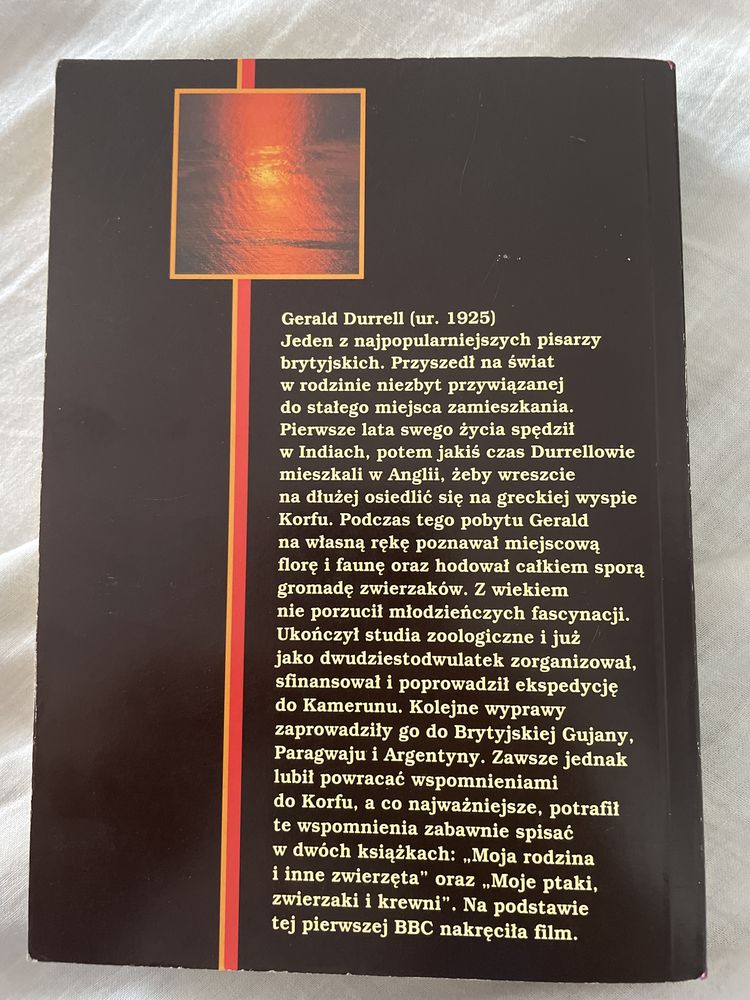 Gerald Durrell (ur. 1925)
Jeden z najpopularniejszych pisarzy
brytyjskich. Przyszedł na świat
w rodzinie niezbyt przywiązanej
do stałego miejsca zamieszkania.
Pierwsze lata swego życia spędził
w Indiach, potem jakiś czas Durrellowie
mieszkali w Anglii, żeby wreszcie
na dłużej osiedlić się na greckiej wyspie
Korfu. Podczas tego pobytu Gerald
na własną rękę poznawał miejscową
florę i faunę oraz hodował całkiem sporą
gromadę zwierzaków. Z wiekiem
nie porzucił młodzieńczych fascynacji.
Ukończył studia zoologiczne i już
jako dwudziestodwulatek zorganizował,
sfinansował i poprowadził ekspedycję
do Kamerunu. Kolejne wyprawy
zaprowadziły go do Brytyjskiej Gujany,
Paragwaju i Argentyny. Zawsze jednak
lubił powracać wspomnieniami
do Korfu, a co najważniejsze, potrafił
te wspomnienia zabawnie spisać
w dwóch książkach: „Moja rodzina
i inne zwierzęta” oraz „Moje ptaki,
zwierzaki i krewni”. Na podstawie
tej pierwszej BBC nakręciła film.